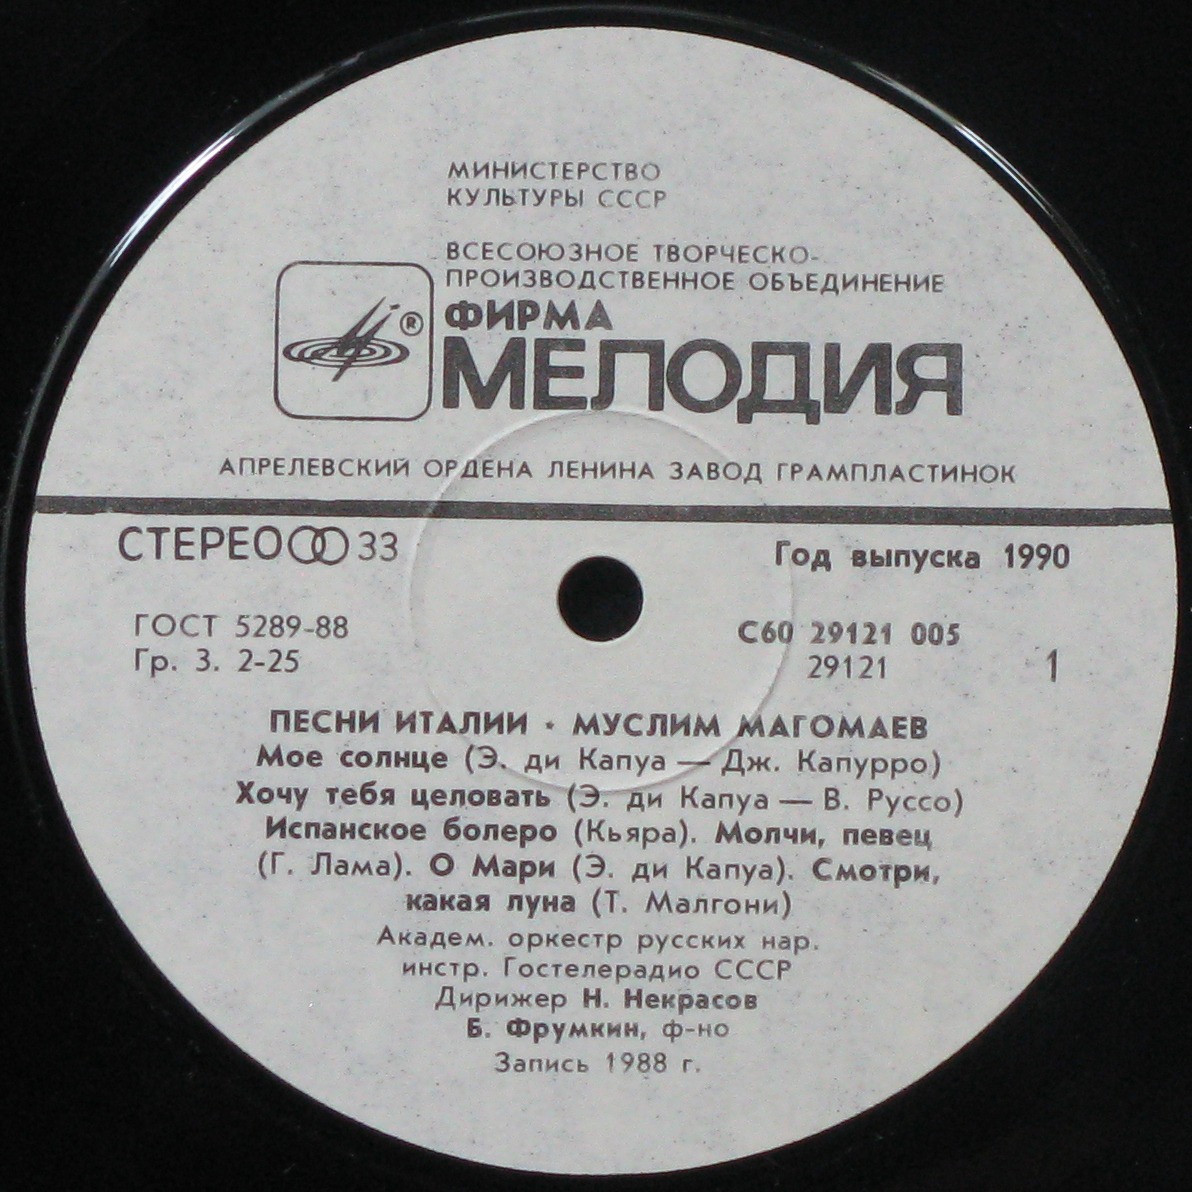 МИНИСТЕРСТВО
КУЛЬТУРЫ СССР
ВСЕСОЮЗНОЕ ТВОРЧЕСКО-
ПРОИЗВОДСТВЕННОЕ ОБЪЕДИНЕНИЕ
ФИРМА
®
МЕЛОДИЯ
АПРЕЛЕВСКИЙ ОРДЕНА ЛЕНИНА ЗАВОД ГРАМПЛАСТИНОК
СТЕРЕО 33
Год выпуска 1990
ГОСТ 5289-88
С60 29121 005
Гр. 3. 2-25
29121
1
ПЕСНИ ИТАЛИИ · МУСЛИМ МАГОМАЕВ
Мое солнце (Э. ди Капуа — Дж. Капурро)
Хочу тебя целовать (Э. ди Капуа — В. Руссо)
Испанское болеро (Кьяра). Молчи, певец
(Г. Лама). О Мари (Э. ди Капуа). Смотри,
какая луна (Т. Малгони)
Академ. оркестр русских нар.
инстр. Гостелерадио СССР
Дирижер Н. Некрасов
Б. Фрумкин, ф-но
Запись 1988 г.